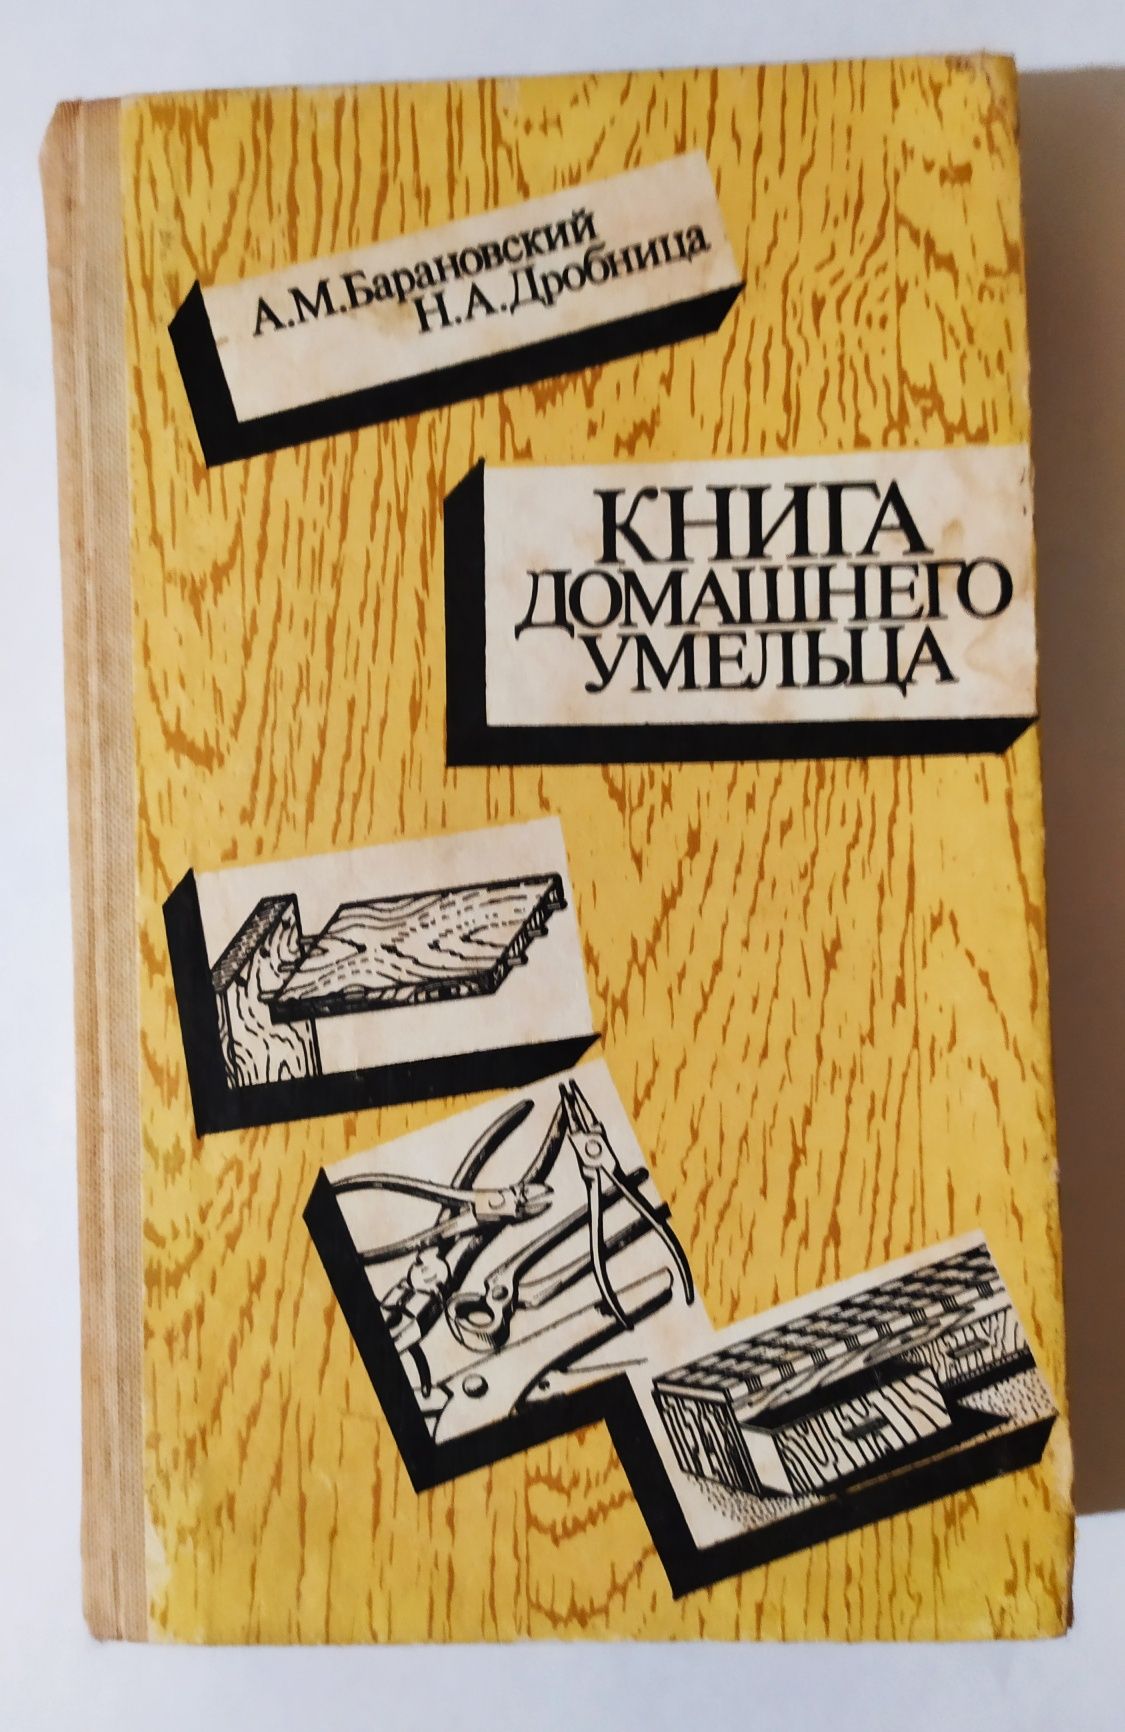 А.М.Барановский
Н.А.Дробница
КНИГА
ДОМАШНЕГО
УМЕЛЬЦА